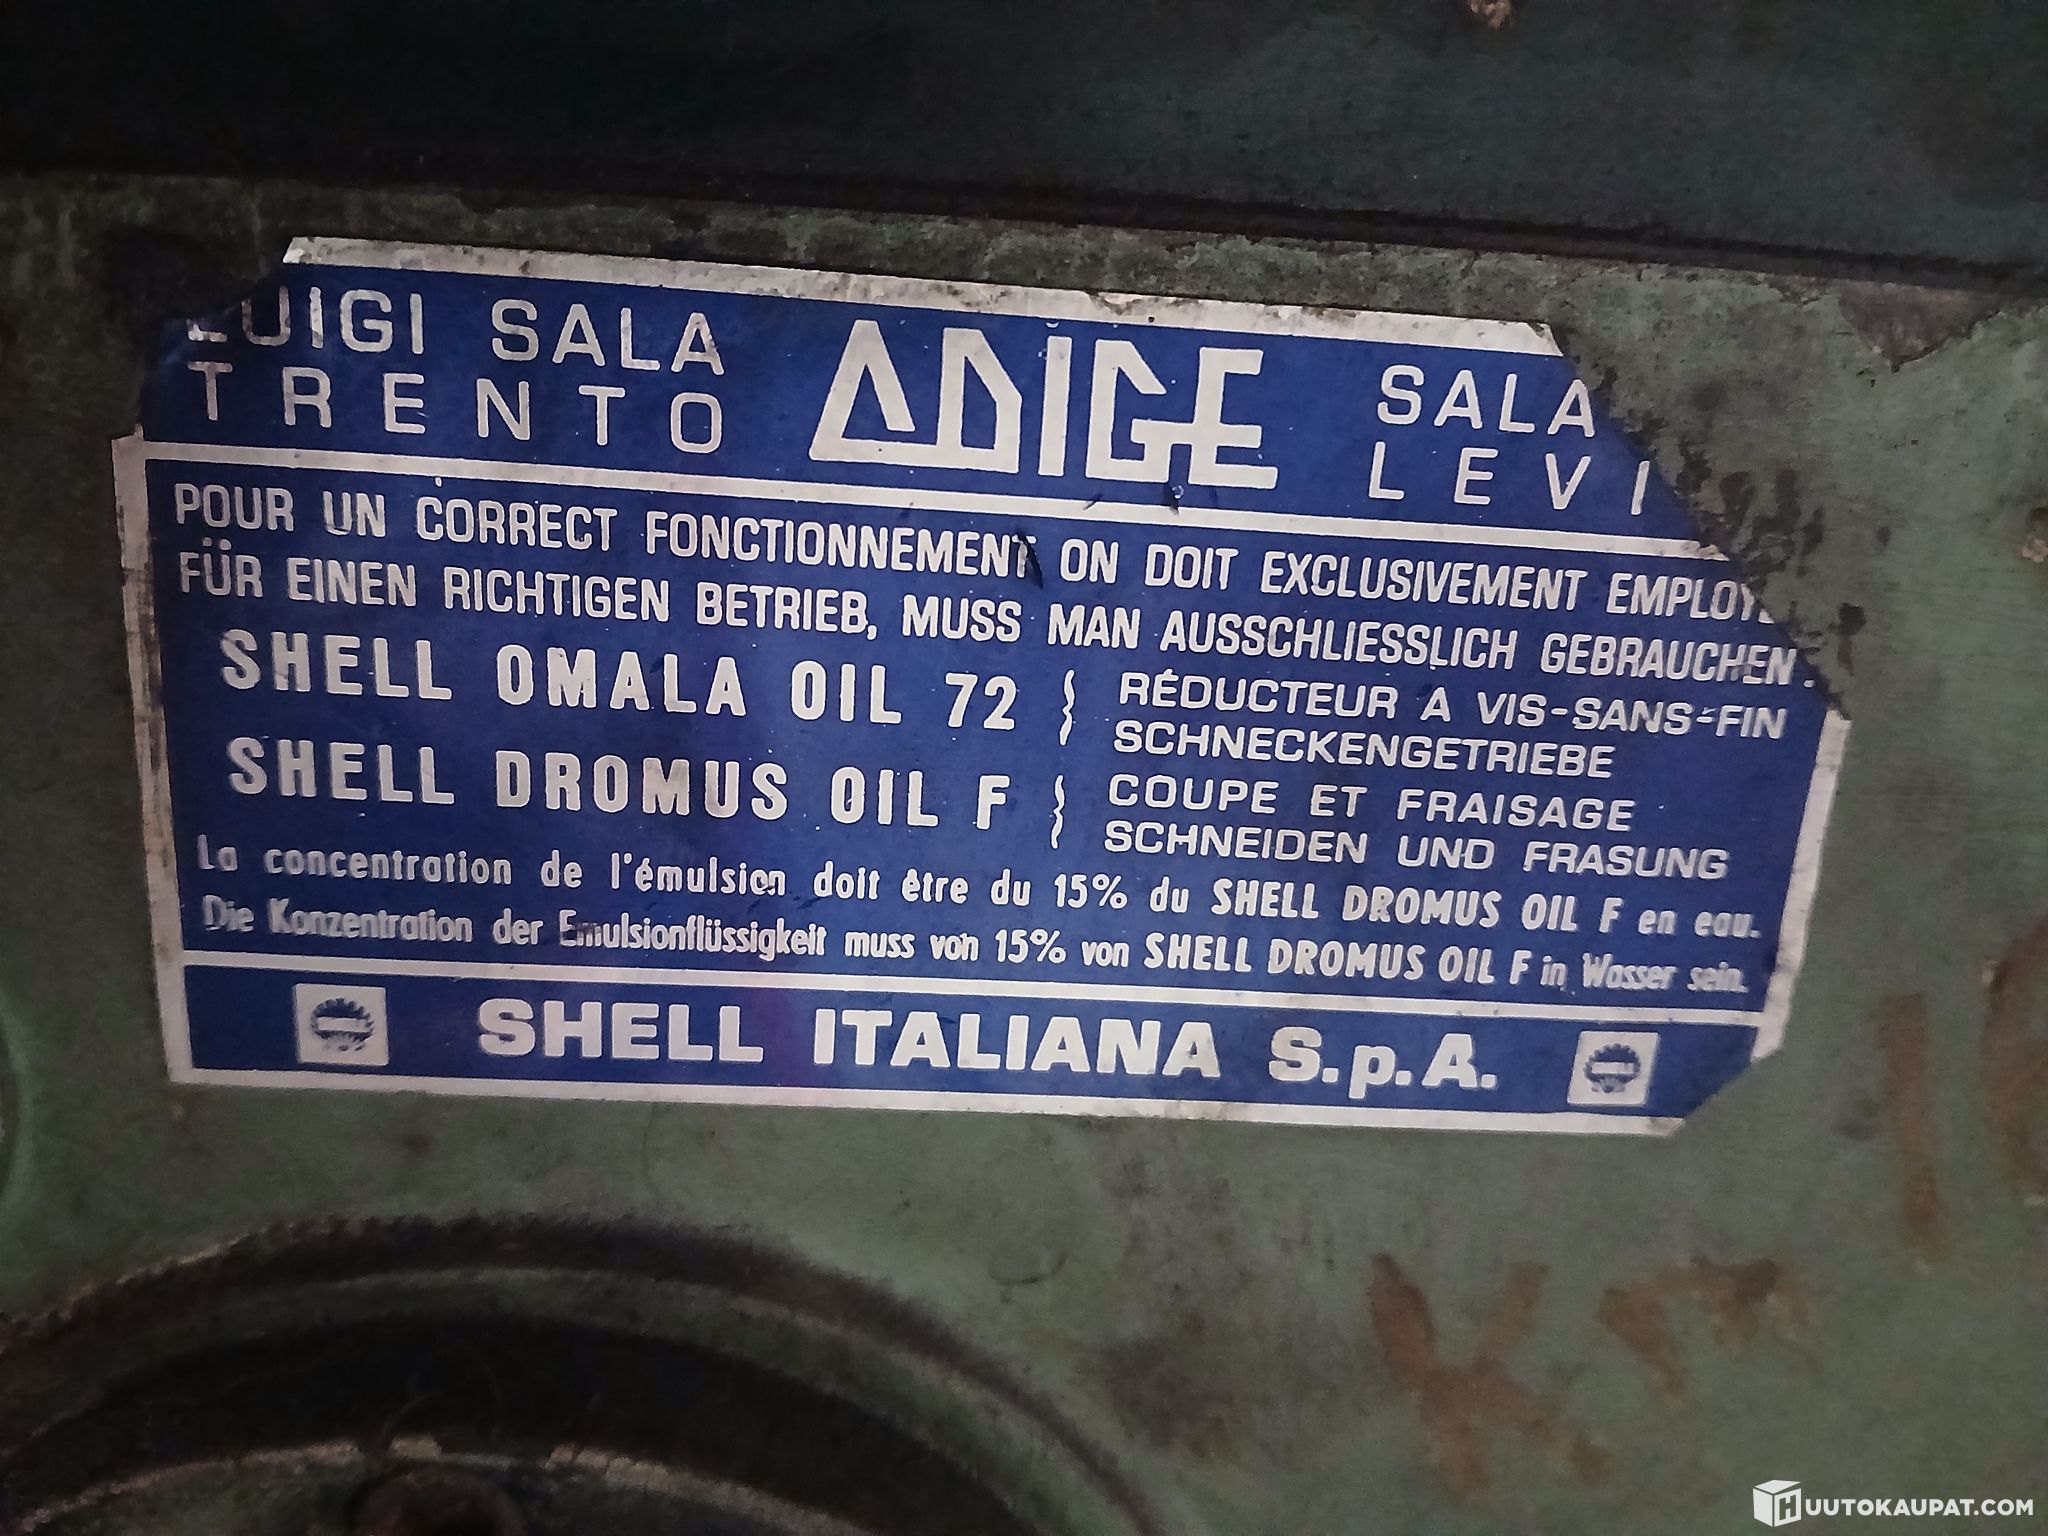 LUIGI SALA
TRENTO
ADIGE
SALA
LEVI
POUR UN CORRECT FONCTIONNEMENT ON DOIT EXCLUSIVEMENT EMPLOYE
FÜR EINEN RICHTIGEN BETRIEB, MUSS MAN AUSSCHLIESSLICH GEBRAUCHEN:
SHELL OMALA OIL 72
RÉDUCTEUR A VIS-SANS-FIN
SCHNECKENGETRIEBE
SHELL DROMUS OIL F
COUPE ET FRAISAGE
SCHNEIDEN UND FRASUNG
La concentration de l'émulsion doit être du 15% du SHELL DROMUS OIL F en eau.
Die Konzentration der Emulsionflüssigkeit muss von 15% von SHELL DROMUS OIL F in Wasser sein.
SHELL ITALIANA S.p.A.
HUUTOKAUPAT.COM